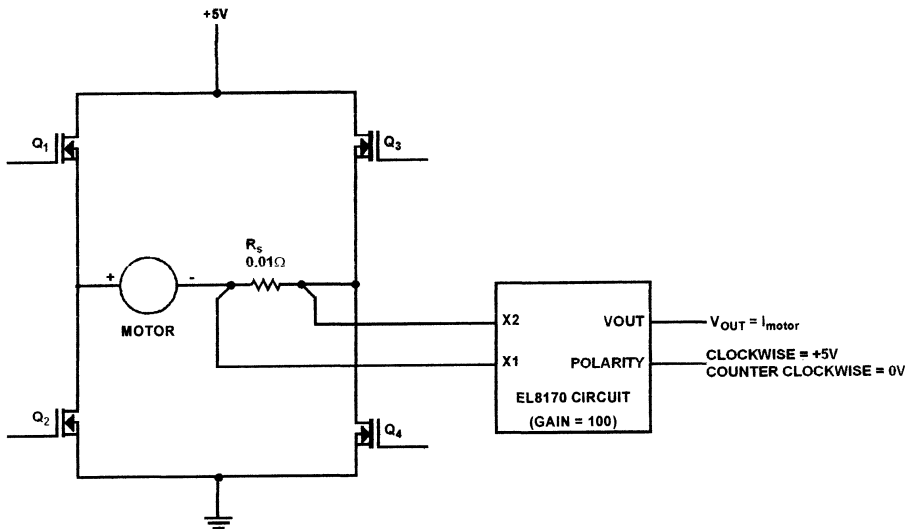 +5V
Q1
Q3
Rs
0.01Ω
+
-
MOTOR
X2
VOUT
VOUT = imotor
X1
POLARITY
CLOCKWISE = +5V
COUNTER CLOCKWISE = 0V
EL8170 CIRCUIT
(GAIN = 100)
Q2
Q4